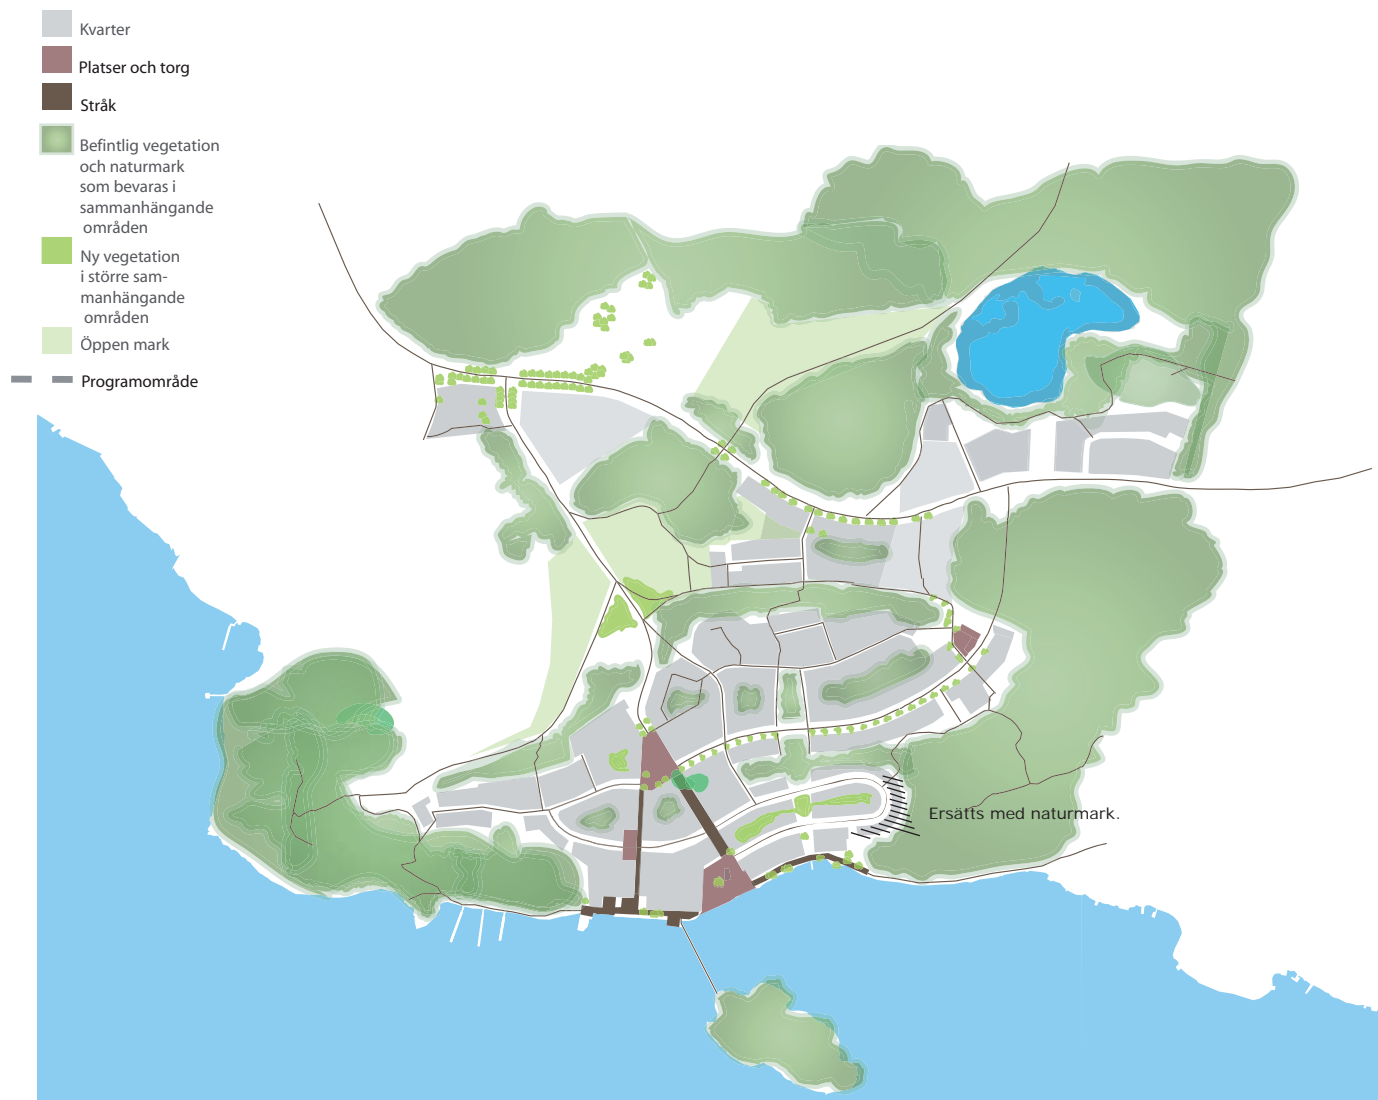 Kvarter
Platser och torg
Stråk
Befintlig vegetation
och naturmark
som bevaras i
sammanhängande
områden
Ny vegetation
i större sam-
manhängande
områden
Öppen mark
Programområde
Ersätts med naturmark.